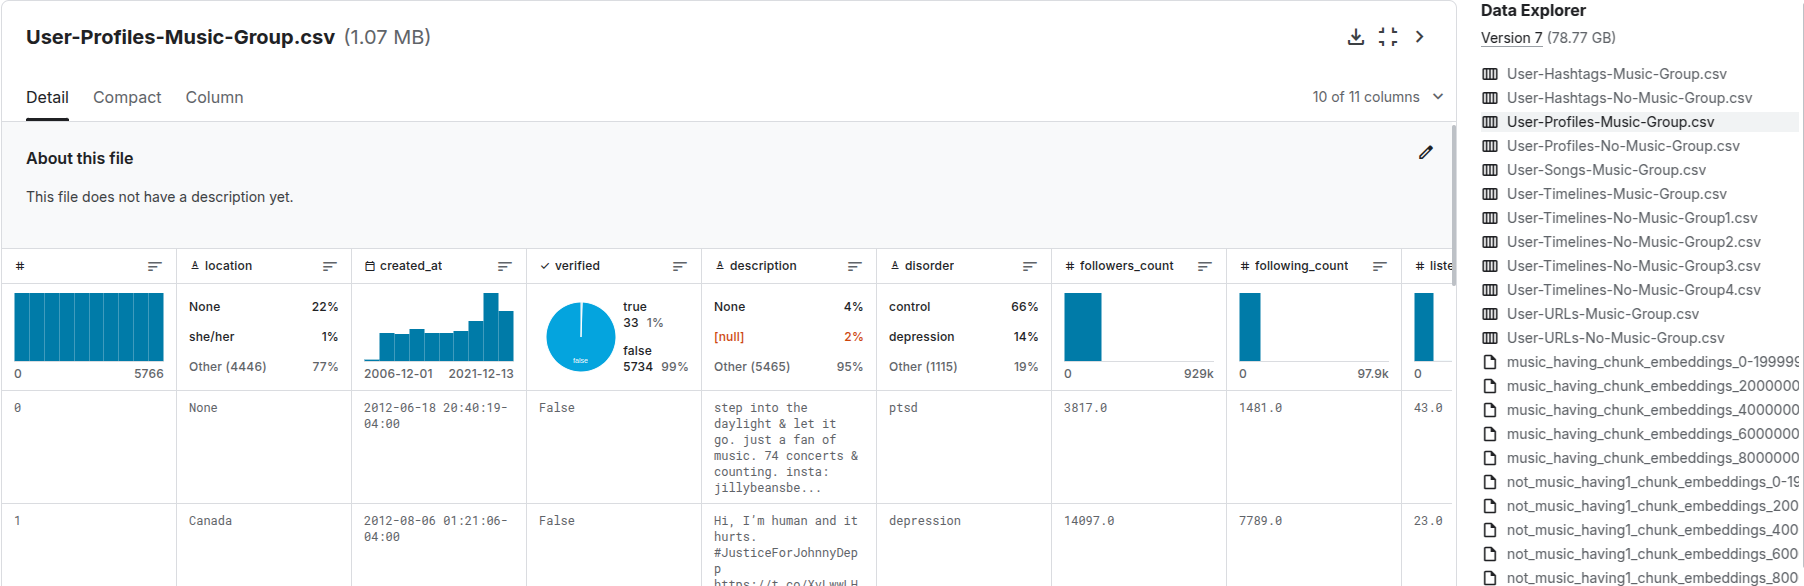 User-Profiles-Music-Group.csv (1.07 MB)
Detail Compact Column
10 of 11 columns
About this file
This file does not have a description yet.
# location created_at verified description disorder # followers_count # following_count # liste
0 5766
None 22%
she/her 1%
Other (4446) 77%
2006-12-01 2021-12-13
false
true
33 1%
false
5734 99%
None 4%
[null] 2%
Other (5465) 95%
control 66%
depression 14%
Other (1115) 19%
0 929k
0 97.9k
0
0
None
2012-06-18 20:40:19-
04:00
False
step into the
daylight & let it
go. just a fan of
music. 74 concerts &
counting. insta:
jillybeansbe...
ptsd
3817.0
1481.0
43.0
1
Canada
2012-08-06 01:21:06-
04:00
False
Hi, I'm human and it
hurts.
#JusticeForJohnnyDep
p
depression
14097.0
7789.0
23.0
Data Explorer
Version 7 (78.77 GB)
User-Hashtags-Music-Group.csv
User-Hashtags-No-Music-Group.csv
User-Profiles-Music-Group.csv
User-Profiles-No-Music-Group.csv
User-Songs-Music-Group.csv
User-Timelines-Music-Group.csv
User-Timelines-No-Music-Group1.csv
User-Timelines-No-Music-Group2.csv
User-Timelines-No-Music-Group3.csv
User-Timelines-No-Music-Group4.csv
User-URLs-Music-Group.csv
User-URLs-No-Music-Group.csv
music_having_chunk_embeddings_0-199999
music_having_chunk_embeddings_2000000
music_having_chunk_embeddings_4000000
music_having_chunk_embeddings_6000000
music_having_chunk_embeddings_8000000
not_music_having1_chunk_embeddings_0-19
not_music_having1_chunk_embeddings_200
not_music_having1_chunk_embeddings_400
not_music_having1_chunk_embeddings_600
not_music_having1_chunk_embeddings_800